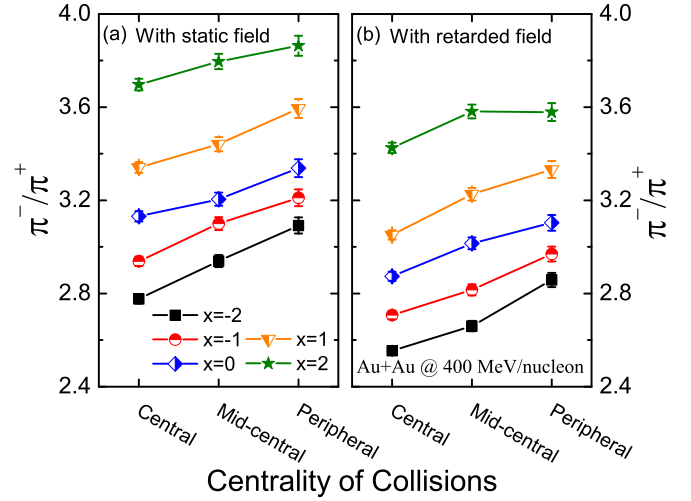 (a) With static field
(b) With retarded field
4.0
3.6
3.2
2.8
2.4
4.0
3.6
3.2
2.8
2.4
π⁻/π⁺
π⁻/π⁺
x=-2
x=-1
x=1
x=0
x=2
Au+Au @ 400 MeV/nucleon
Central
Mid-central
Peripheral
Central
Mid-central
Peripheral
Centrality of Collisions